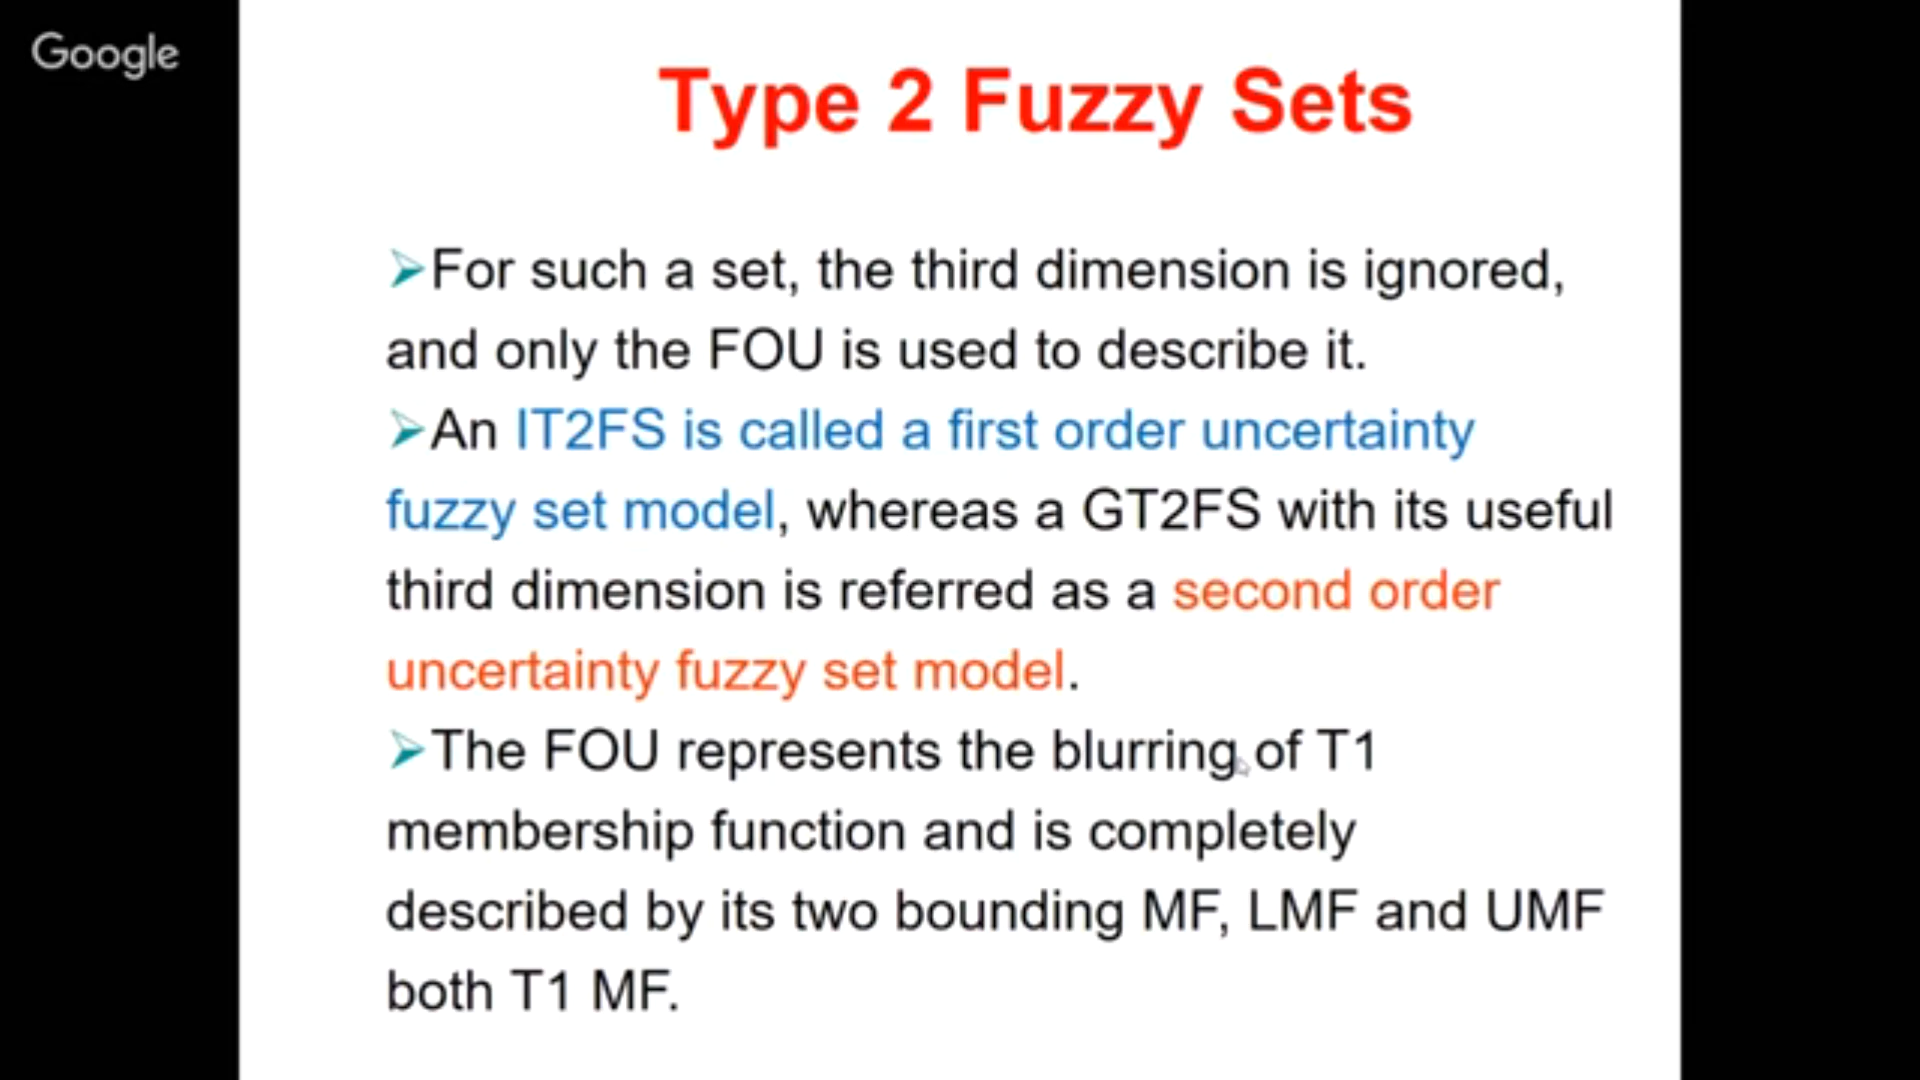 Google
Type 2 Fuzzy Sets
➢For such a set, the third dimension is ignored,
and only the FOU is used to describe it.
➢An IT2FS is called a first order uncertainty
fuzzy set model, whereas a GT2FS with its useful
third dimension is referred as a second order
uncertainty fuzzy set model.
➢The FOU represents the blurring of T1
membership function and is completely
described by its two bounding MF, LMF and UMF
both T1 MF.